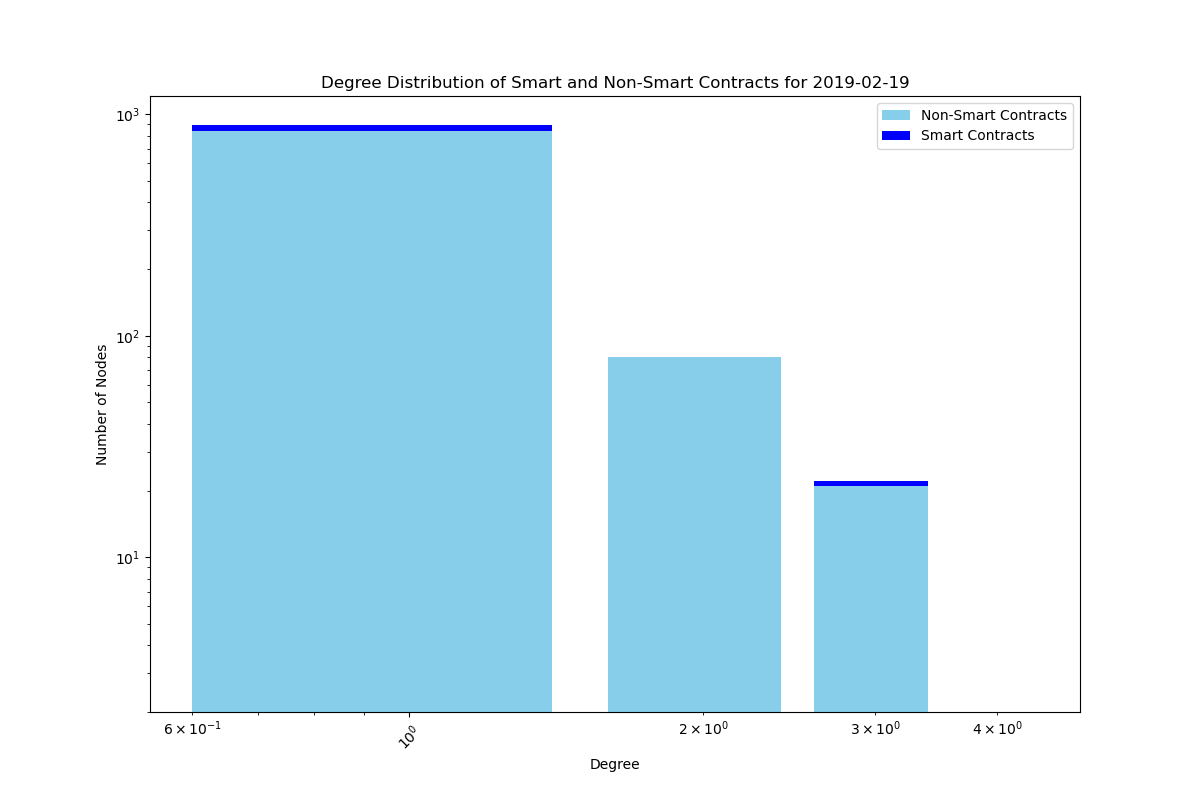 Degree Distribution of Smart and Non-Smart Contracts for 2019-02-19
Non-Smart Contracts
Smart Contracts
Number of Nodes
10³
10²
10¹
6 × 10⁻¹
10⁰
2 × 10⁰
3 × 10⁰
4 × 10⁰
Degree